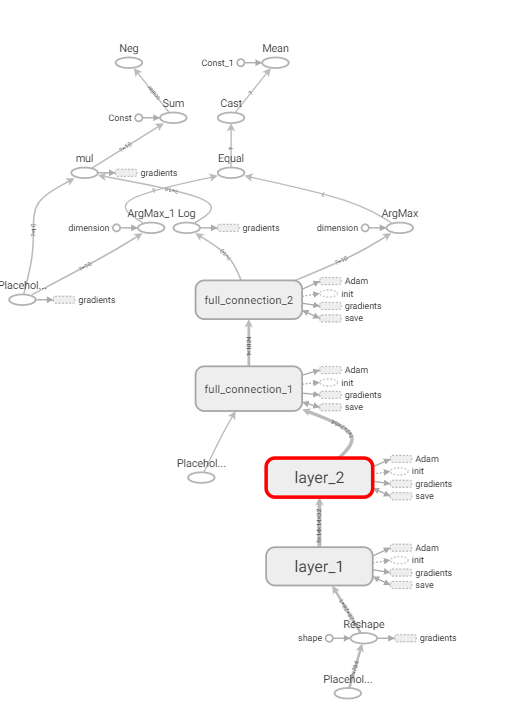 Neg
Mean
Const_1
Sum
Cast
Const
mul
gradients
Equal
ArgMax_1
Log
ArgMax
dimension
gradients
dimension
Placehol...
gradients
full_connection_2
Adam
init
gradients
save
full_connection_1
Adam
init
gradients
save
Placehol...
layer_2
Adam
init
gradients
save
layer_1
Adam
init
gradients
save
Reshape
shape
gradients
Placehol...